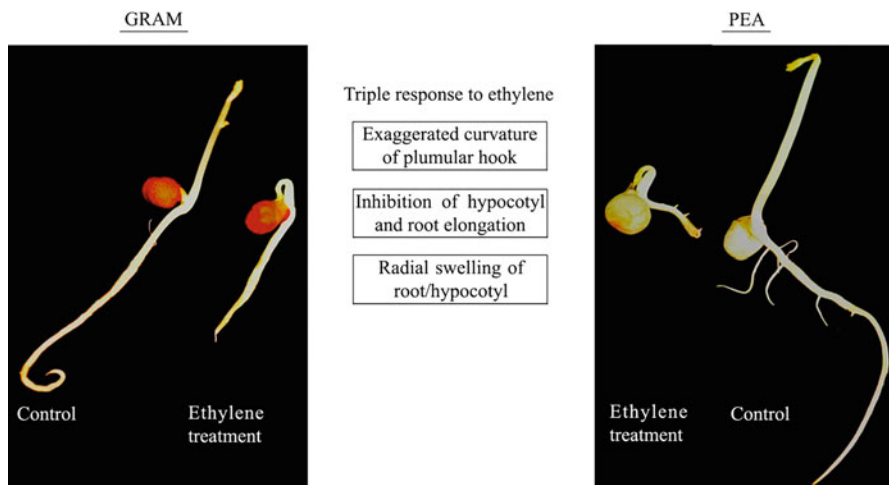 GRAM
PEA
Triple response to ethylene
Exaggerated curvature
of plumular hook
Inhibition of hypocotyl
and root elongation
Radial swelling of
root/hypocotyl
Control
Ethylene
treatment
Ethylene
treatment
Control